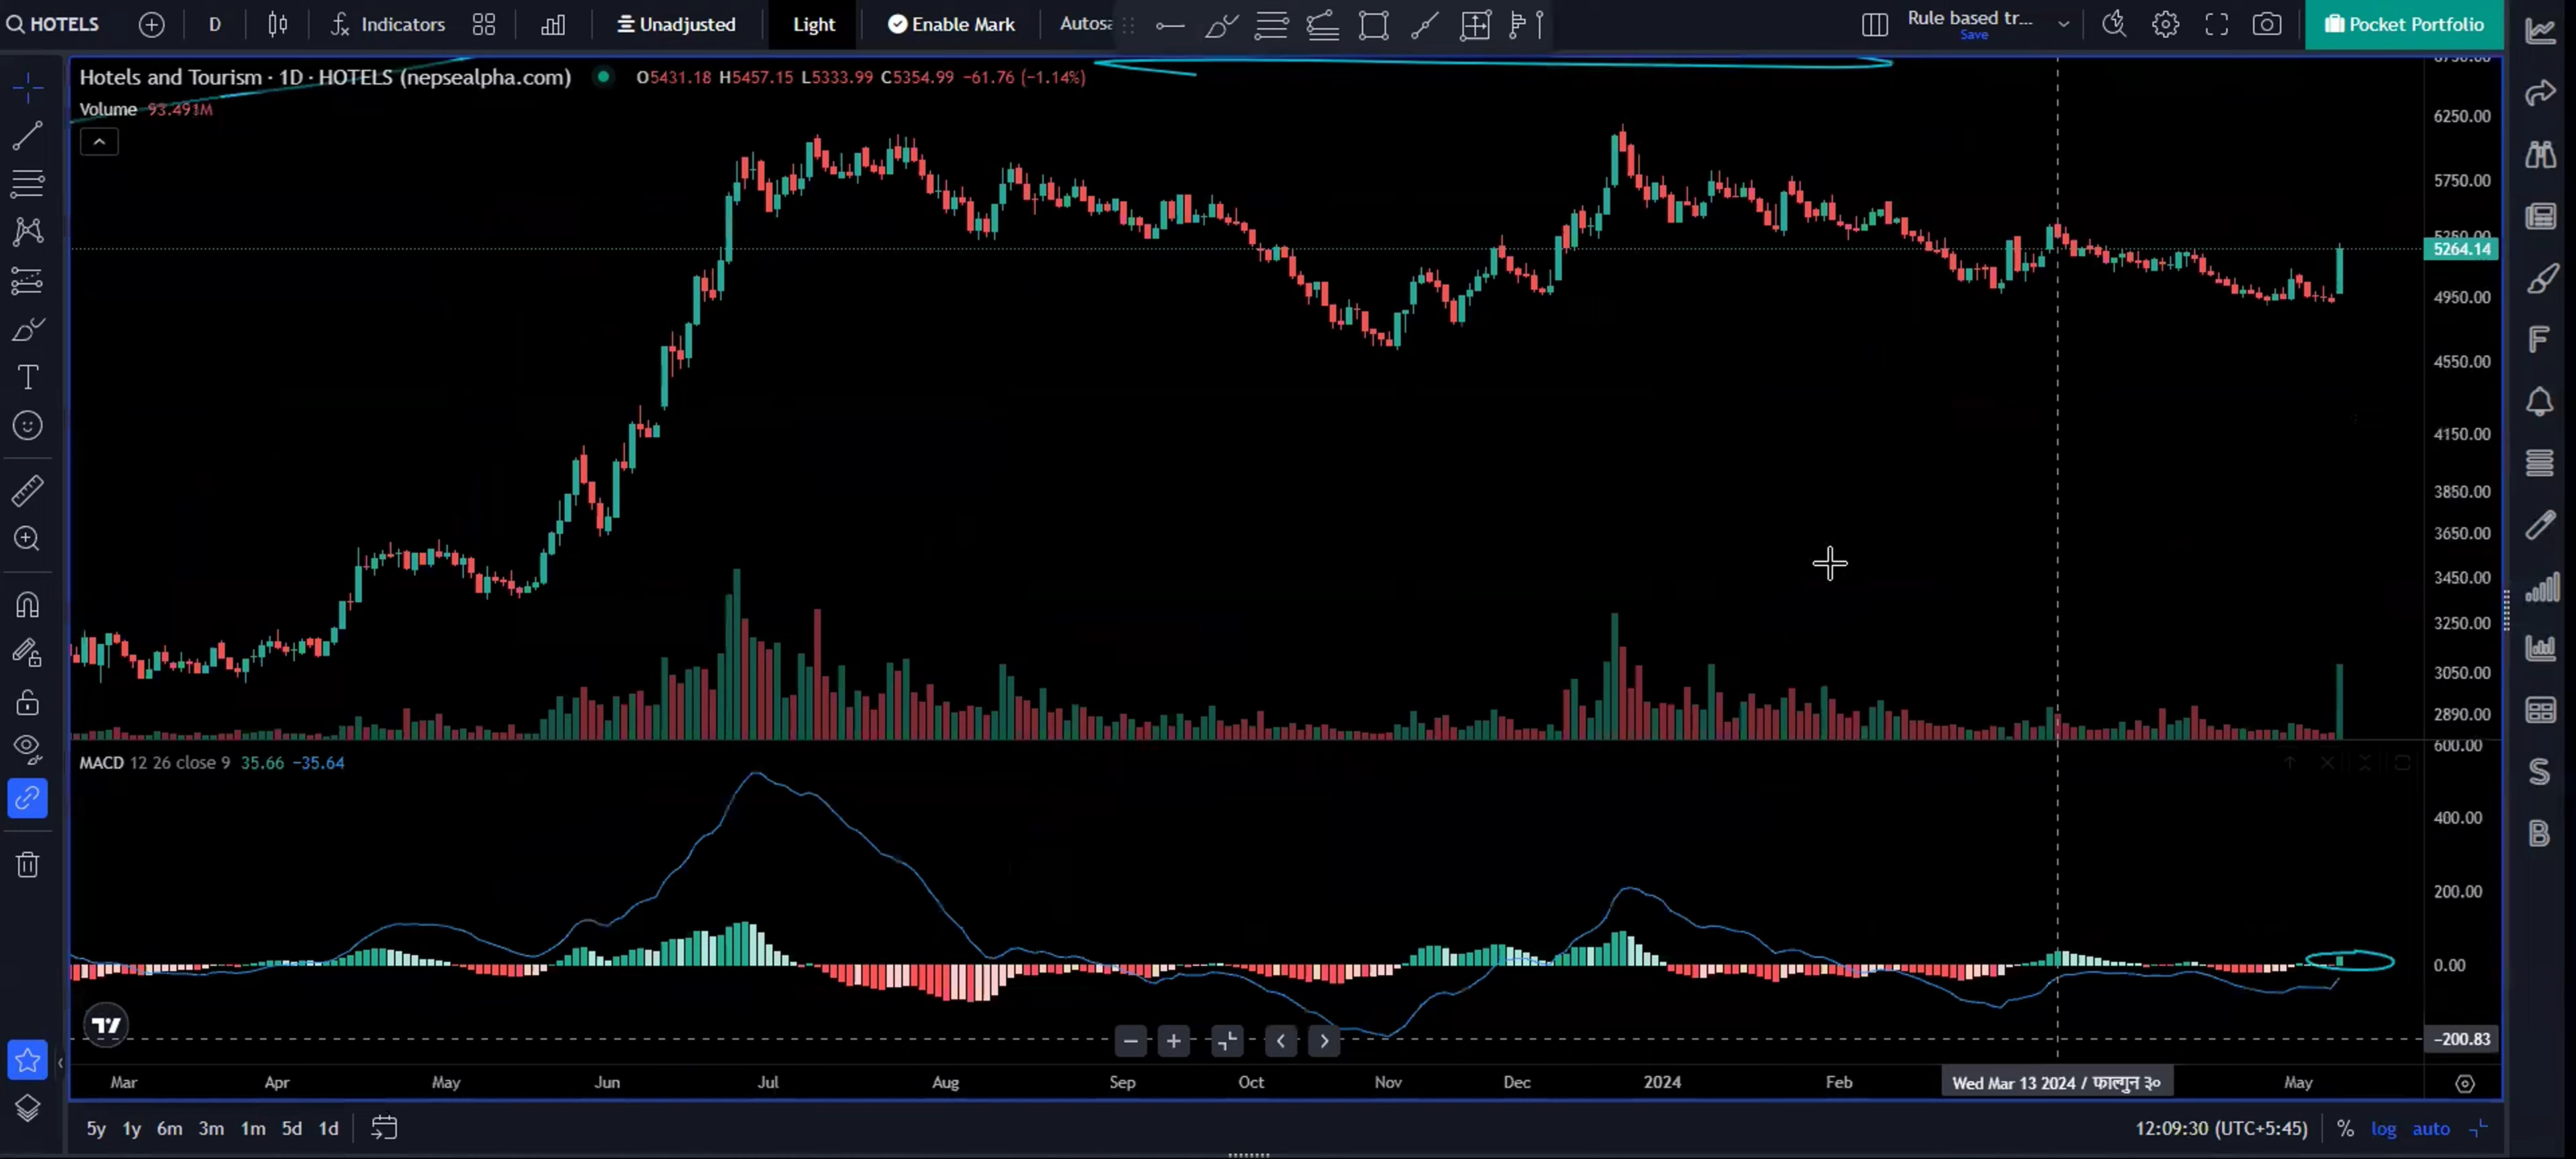 HOTELS D Indicators Unadjusted Light Enable Mark Autosa Rule based tr... Save Pocket Portfolio
Hotels and Tourism · 1D · HOTELS (nepsealpha.com) O5431.18 H5457.15 L5333.99 C5354.99 −61.76 (−1.14%)
Volume 93.491M
6250.00
5750.00
5250.00
5264.14
4950.00
4550.00
4150.00
3850.00
3650.00
3450.00
3250.00
3050.00
2890.00
600.00
MACD 12 26 close 9 35.66 −35.64
400.00
200.00
0.00
−200.83
Mar Apr May Jun Jul Aug Sep Oct Nov Dec 2024 Feb Wed Mar 13 2024 / फाल्गुन ३० May
5y 1y 6m 3m 1m 5d 1d 12:09:30 (UTC+5:45) % log auto
F
S
B